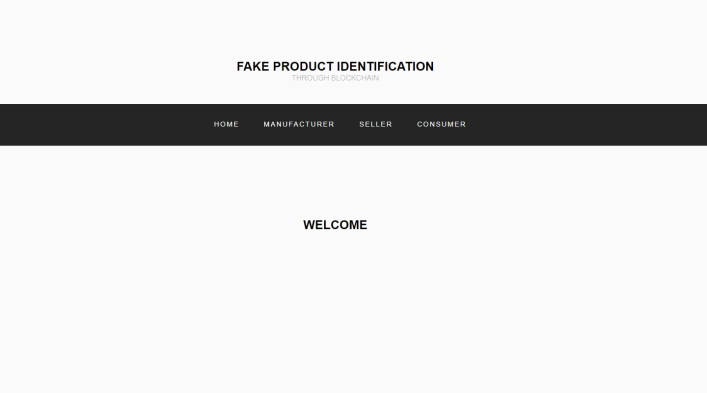 FAKE PRODUCT IDENTIFICATION
THROUGH BLOCKCHAIN
HOME MANUFACTURER SELLER CONSUMER
WELCOME